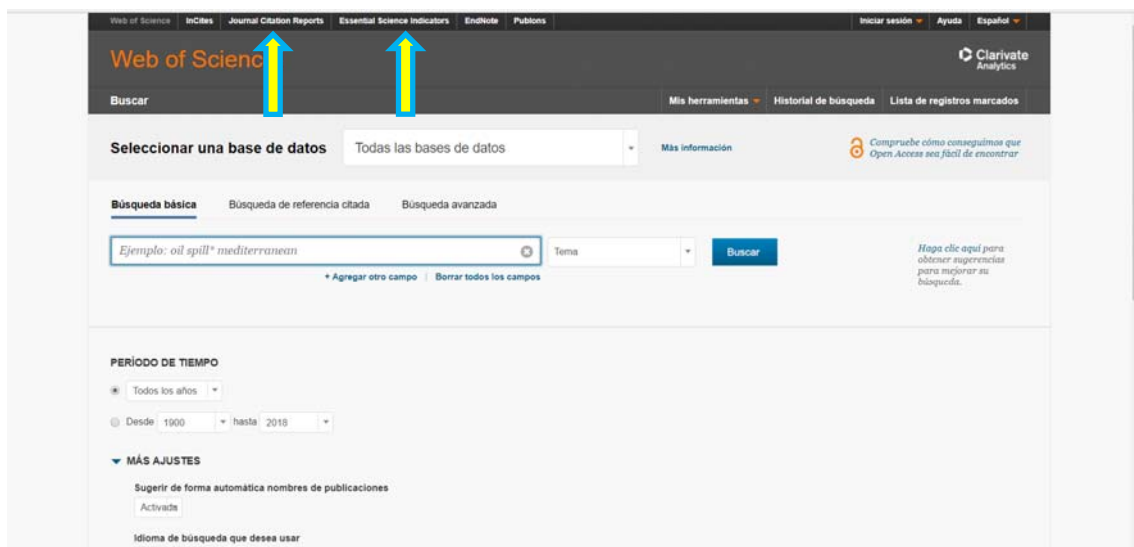 Web of Science InCites Journal Citation Reports Essential Science Indicators EndNote Publons Iniciar sesión Ayuda Español
Web of Scienc
Clarivate
Analytics
Buscar Mis herramientas Historial de búsqueda Lista de registros marcados
Seleccionar una base de datos Todas las bases de datos Más información
Compruebe cómo conseguimos que
Open Access sea fácil de encontrar
Búsqueda básica Búsqueda de referencia citada Búsqueda avanzada
Ejemplo: oil spill* mediterranean Tema Buscar
Haga clic aquí para
obtener sugerencias
para mejorar su
búsqueda.
+ Agregar otro campo | Borrar todos los campos
PERÍODO DE TIEMPO
Todos los años
Desde 1900 hasta 2018
MÁS AJUSTES
Sugerir de forma automática nombres de publicaciones
Activada
Idioma de búsqueda que desea usar